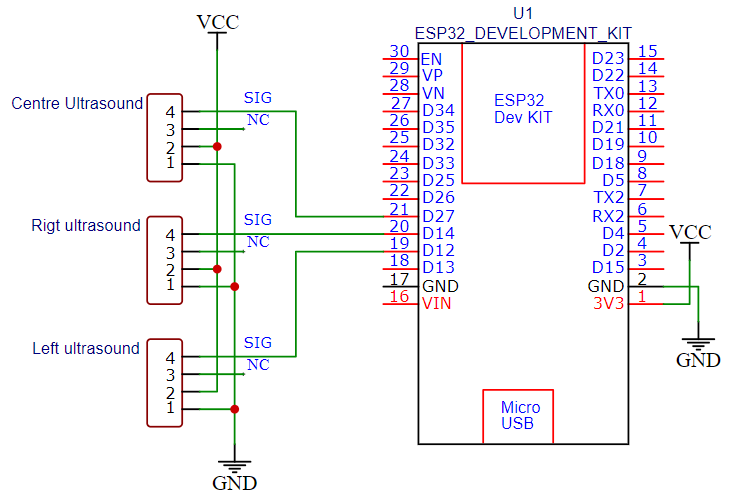 U1
ESP32_DEVELOPMENT_KIT
VCC
Centre Ultrasound
4
3
2
1
SIG
NC
Rigt ultrasound
4
3
2
1
SIG
NC
Left ultrasound
4
3
2
1
SIG
NC
GND
30 EN
29 VP
28 VN
27 D34
26 D35
25 D32
24 D33
23 D25
22 D26
21 D27
20 D14
19 D12
18 D13
17 GND
16 VIN
ESP32
Dev KIT
Micro
USB
D23 15
D22 14
TX0 13
RX0 12
D21 11
D19 10
D18 9
D5 8
TX2 7
RX2 6
D4 5
D2 4
D15 3
GND 2
3V3 1
VCC
GND